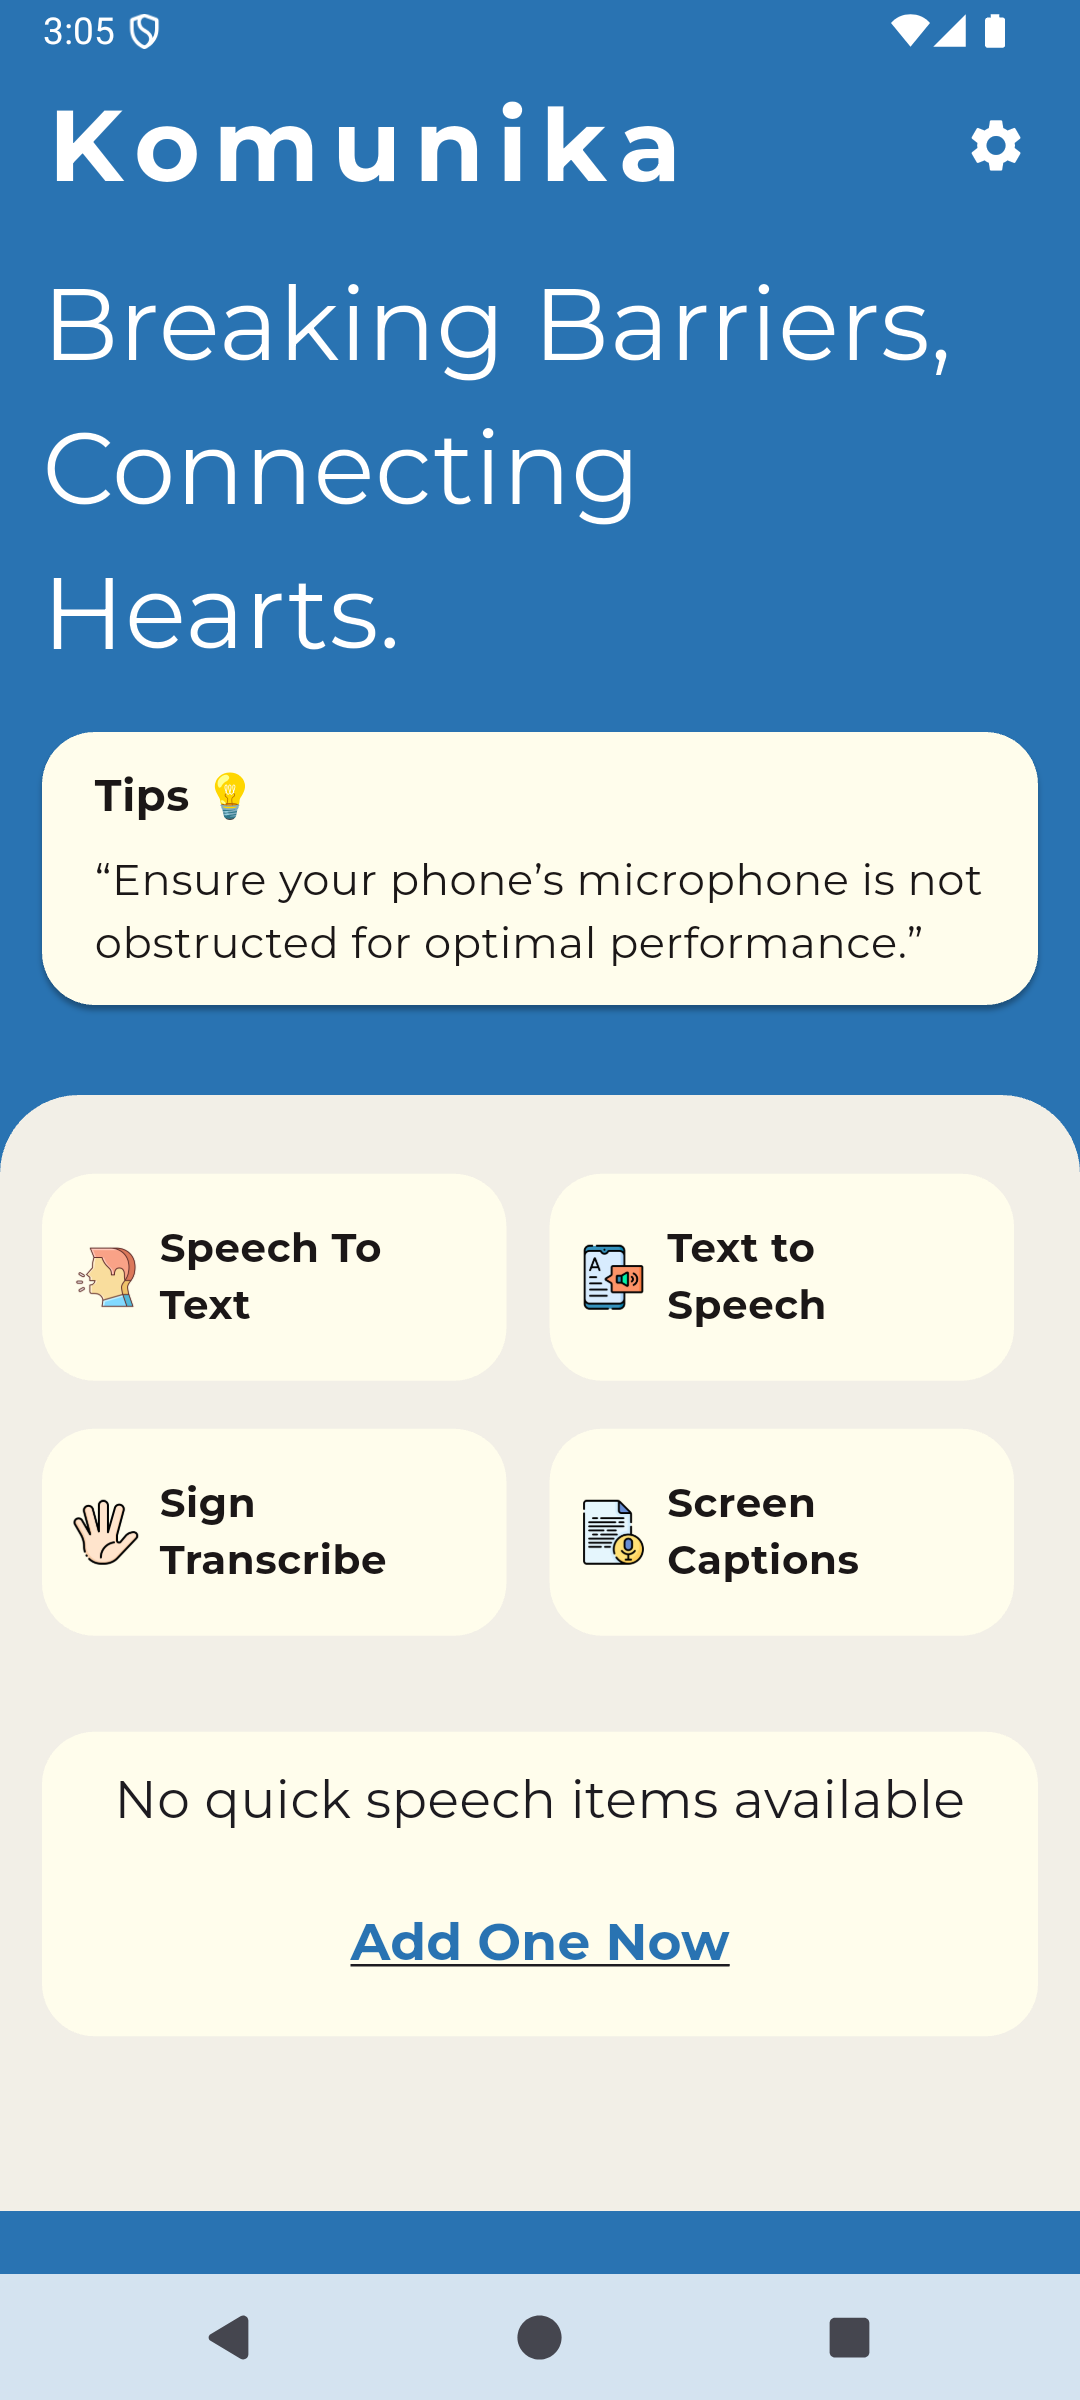 3:05
Komunika
Breaking Barriers,
Connecting
Hearts.
Tips 💡
“Ensure your phone’s microphone is not
obstructed for optimal performance.”
Speech To
Text
Text to
Speech
Sign
Transcribe
Screen
Captions
No quick speech items available
Add One Now